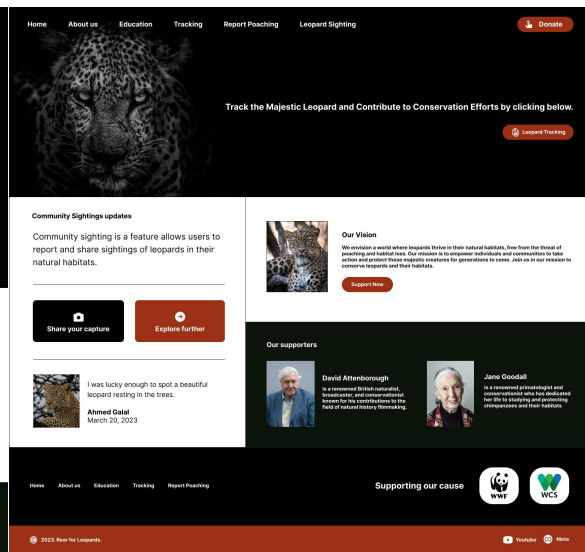 Home About us Education Tracking Report Poaching Leopard Sighting Donate
Track the Majestic Leopard and Contribute to Conservation Efforts by clicking below.
Leopard Tracking
Community Sightings updates
Community sighting is a feature allows users to
report and share sightings of leopards in their
natural habitats.
Share your capture
Explore further
I was lucky enough to spot a beautiful
leopard resting in the trees.
Ahmed Galal
March 20, 2023
Our Vision
We envision a world where leopards thrive in their natural habitats, free from the threat of
poaching and habitat loss. Our mission is to empower individuals and communities to take
action and protect these majestic creatures for generations to come. Join us in our mission to
conserve leopards and their habitats.
Support Now
Our supporters
David Attenborough
is a renowned British naturalist,
broadcaster, and conservationist
known for his contributions to the
field of natural history filmmaking.
Jane Goodall
is a renowned primatologist and
conservationist who has dedicated
her life to studying and protecting
chimpanzees and their habitats
Home About us Education Tracking Report Poaching
Supporting our cause
WWF
WCS
2023. Roar for Leopards.
Youtube Meta